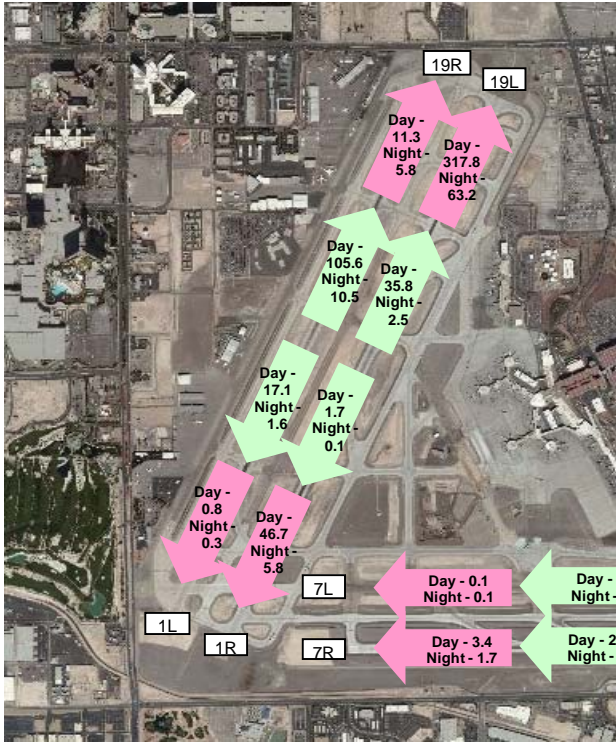 19R
19L
Day -
11.3
Night -
5.8
Day -
317.8
Night -
63.2
Day -
105.6
Night -
10.5
Day -
35.8
Night -
2.5
Day -
17.1
Night -
1.6
Day -
1.7
Night -
0.1
Day -
0.8
Night -
0.3
Day -
46.7
Night -
5.8
7L
Day - 0.1
Night - 0.1
Day -
Night -
1L
1R
7R
Day - 3.4
Night - 1.7
Day - 2
Night -